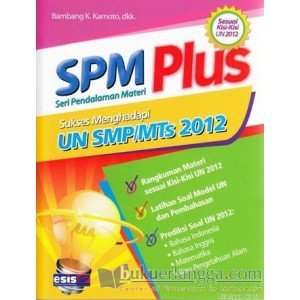 Bambang K. Karnoto, dkk.
Sesuai
Kisi-Kisi
UN 2012
SPM Plus
Seri Pendalaman Materi
Sukses Menghadapi
UN SMP/MTs 2012
Rangkuman Materi
sesuai Kisi-Kisi UN 2012
Latihan Soal Model UN
dan Pembahasan
Prediksi Soal UN 2012:
Bahasa Indonesia
Bahasa Inggris
Matematika
Ilmu Pengetahuan Alam
esis
bukuerlangga.com